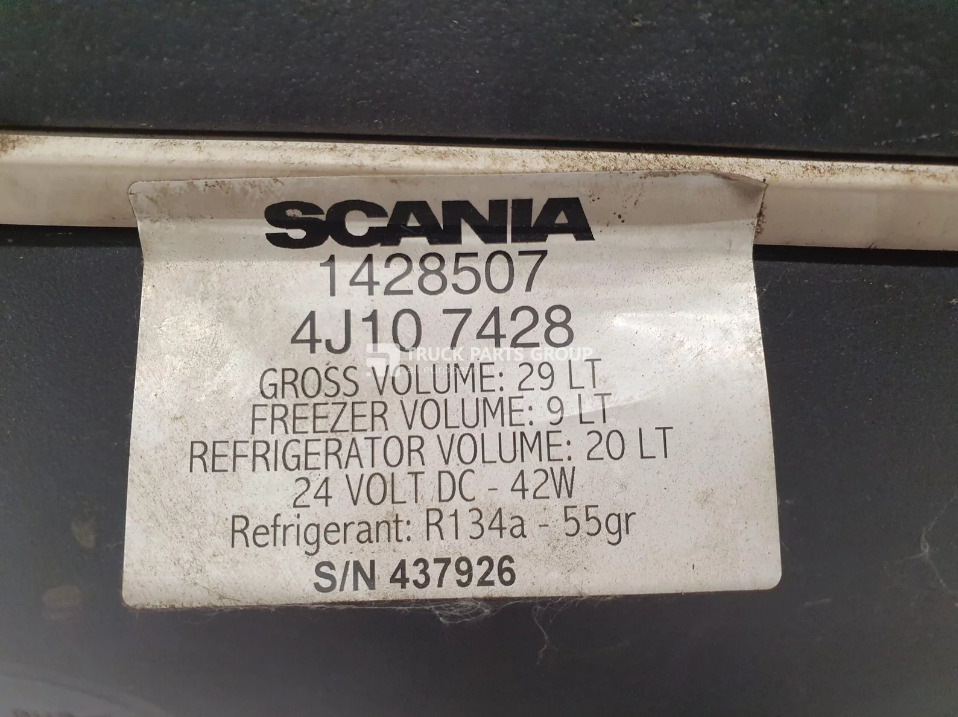 SCANIA
1428507
4J10 7428
TRUCK PARTS GROUP
GROSS VOLUME: 29 LT
FREEZER VOLUME: 9 LT
REFRIGERATOR VOLUME: 20 LT
24 VOLT DC - 42W
Refrigerant: R134a - 55gr
S/N 437926